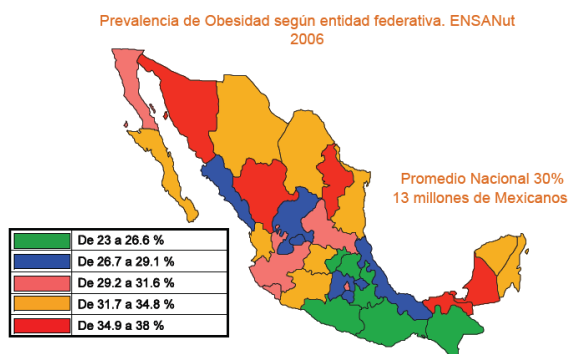 Prevalencia de Obesidad según entidad federativa. ENSANut
2006
Promedio Nacional 30%
13 millones de Mexicanos
De 23 a 26.6 %
De 26.7 a 29.1 %
De 29.2 a 31.6 %
De 31.7 a 34.8 %
De 34.9 a 38 %